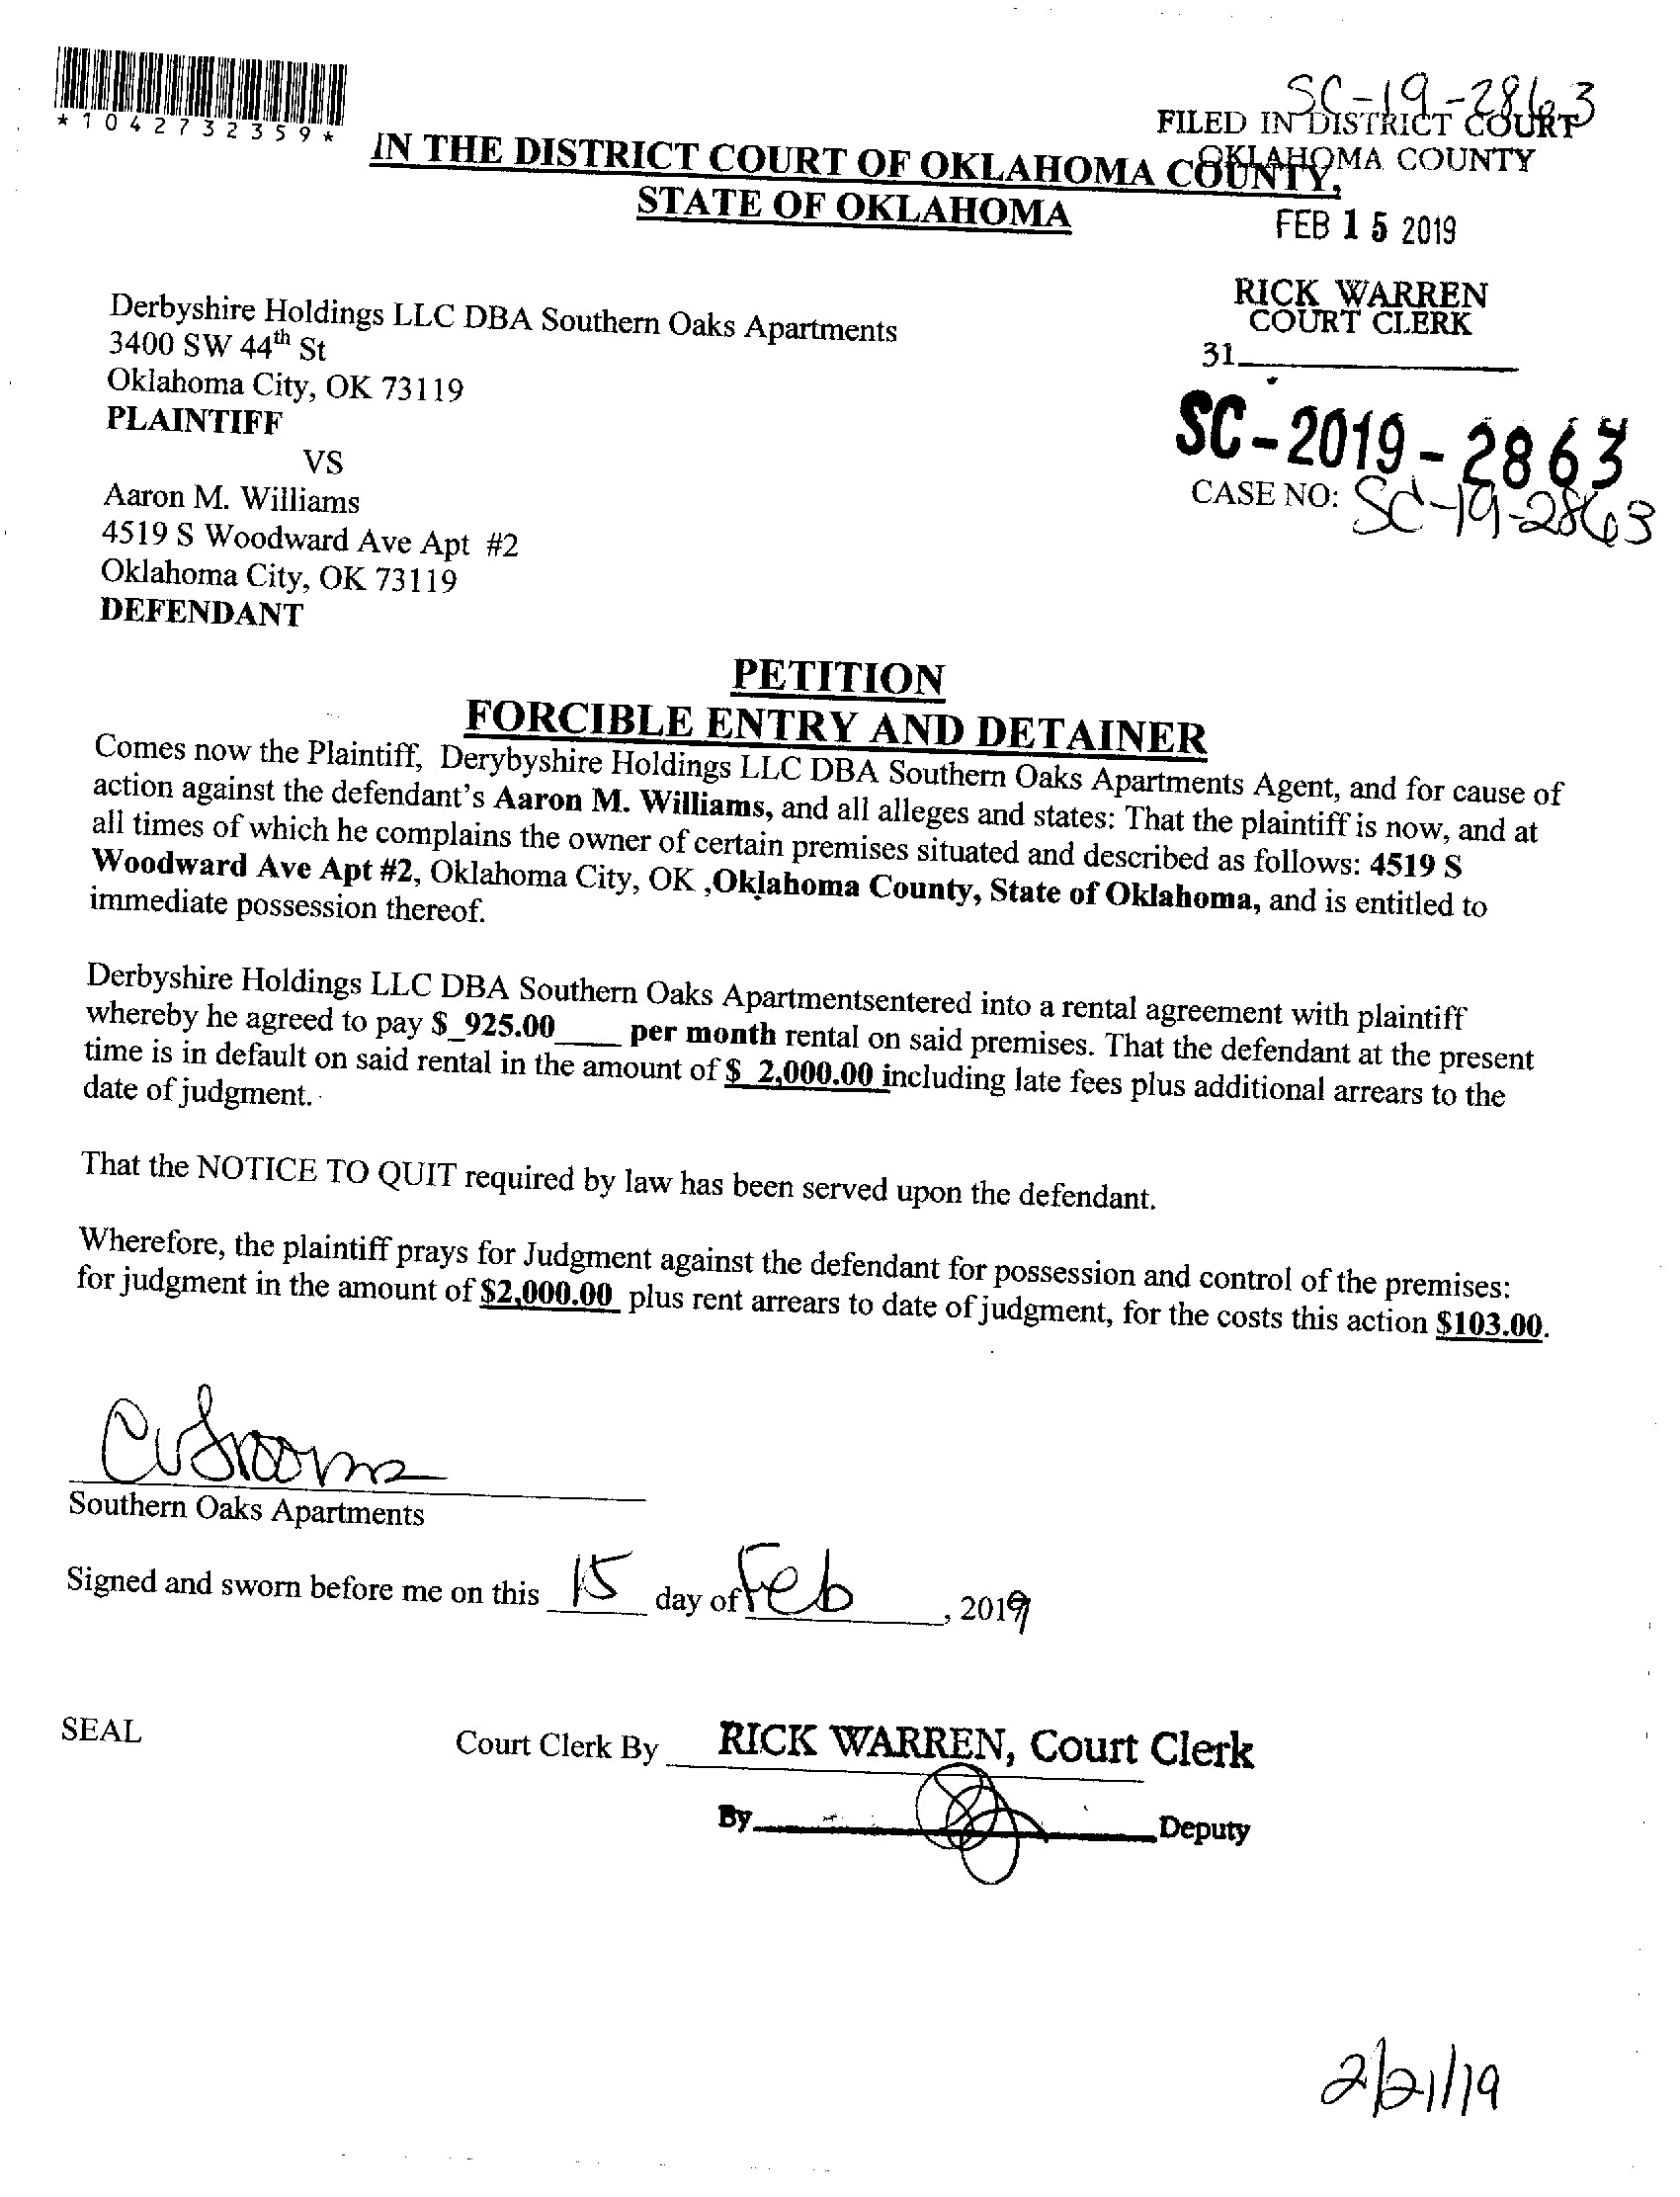 SC-19-2863
*1042732359*
FILED IN DISTRICT COURT
OKLAHOMA COUNTY
IN THE DISTRICT COURT OF OKLAHOMA COUNTY,
STATE OF OKLAHOMA
FEB 15 2019
RICK WARREN
COURT CLERK
31
Derbyshire Holdings LLC DBA Southern Oaks Apartments
3400 SW 44th St
Oklahoma City, OK 73119
PLAINTIFF
SC-2019-2863
VS
CASE NO: SC-19-2863
Aaron M. Williams
4519 S Woodward Ave Apt #2
Oklahoma City, OK 73119
DEFENDANT
PETITION
FORCIBLE ENTRY AND DETAINER
Comes now the Plaintiff, Derybyshire Holdings LLC DBA Southern Oaks Apartments Agent, and for cause of
action against the defendant's Aaron M. Williams, and all alleges and states: That the plaintiff is now, and at
all times of which he complains the owner of certain premises situated and described as follows: 4519 S
Woodward Ave Apt #2, Oklahoma City, OK ,Oklahoma County, State of Oklahoma, and is entitled to
immediate possession thereof.
Derbyshire Holdings LLC DBA Southern Oaks Apartmentsentered into a rental agreement with plaintiff
whereby he agreed to pay $_925.00____ per month rental on said premises. That the defendant at the present
time is in default on said rental in the amount of $ 2,000.00 including late fees plus additional arrears to the
date of judgment.
That the NOTICE TO QUIT required by law has been served upon the defendant.
Wherefore, the plaintiff prays for Judgment against the defendant for possession and control of the premises:
for judgment in the amount of $2,000.00 plus rent arrears to date of judgment, for the costs this action $103.00.
Southern Oaks Apartments
Signed and sworn before me on this 15 day of Feb, 2019
SEAL
Court Clerk By RICK WARREN, Court Clerk
By Deputy
2/21/19